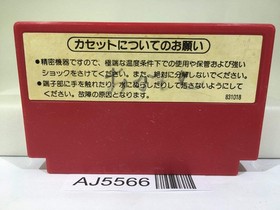 カセットについてのお願い
●精密機器ですので、極端な温度条件下での使用や保管および強い
ショックをさけてください。また、絶対に分解しないでください。
●端子部に手を触れたり、水にぬらしたりして汚さないようにして
ください。故障の原因となります。
831018
AJ5566